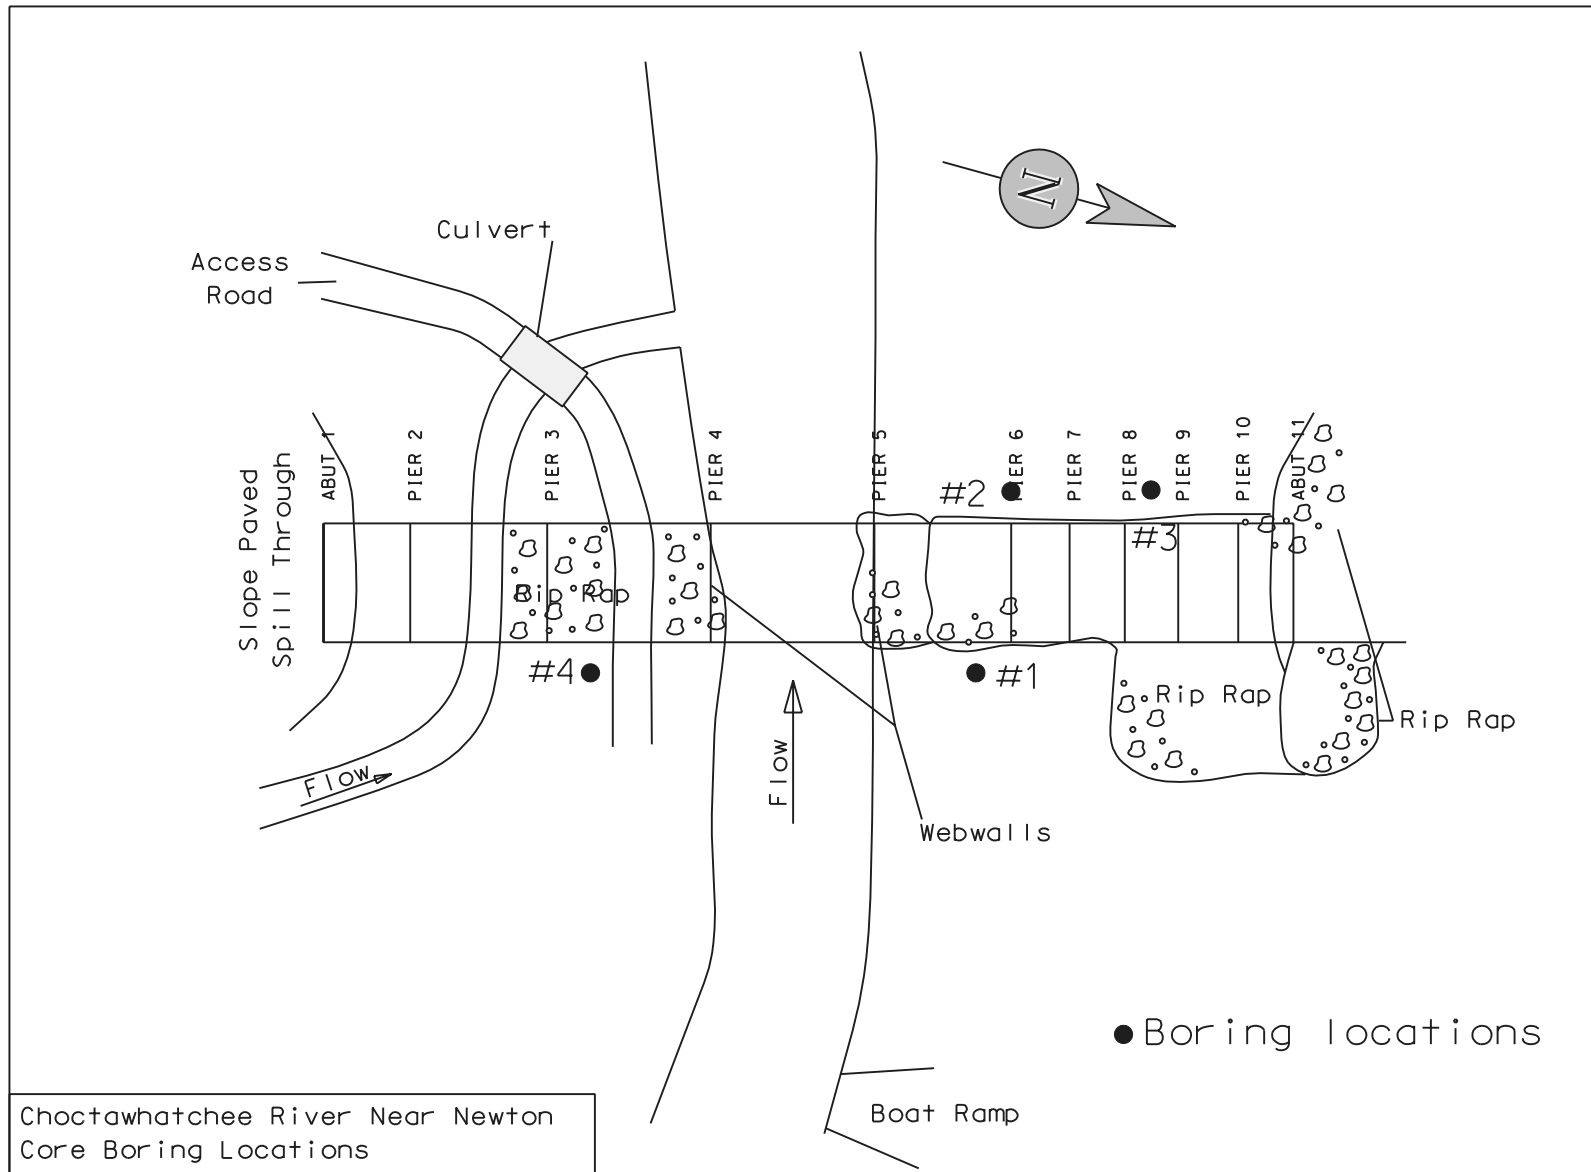 N
Culvert
Access
Road
ABUT 1
PIER 2
PIER 3
PIER 4
PIER 5
PIER 6
PIER 7
PIER 8
PIER 9
PIER 10
ABUT 11
Slope Paved
Spill Through
#2
#3
Rip Rap
#4
#1
Rip Rap
Rip Rap
Flow
Flow
Webwalls
Boring locations
Boat Ramp
Choctawhatchee River Near Newton
Core Boring Locations